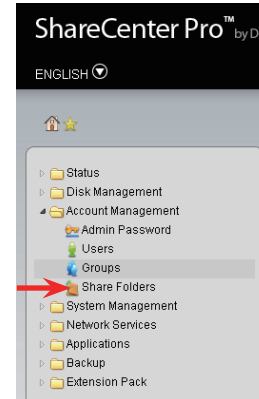 ShareCenter Pro™ by D
ENGLISH
Status
Disk Management
Account Management
Admin Password
Users
Groups
Share Folders
System Management
Network Services
Applications
Backup
Extension Pack